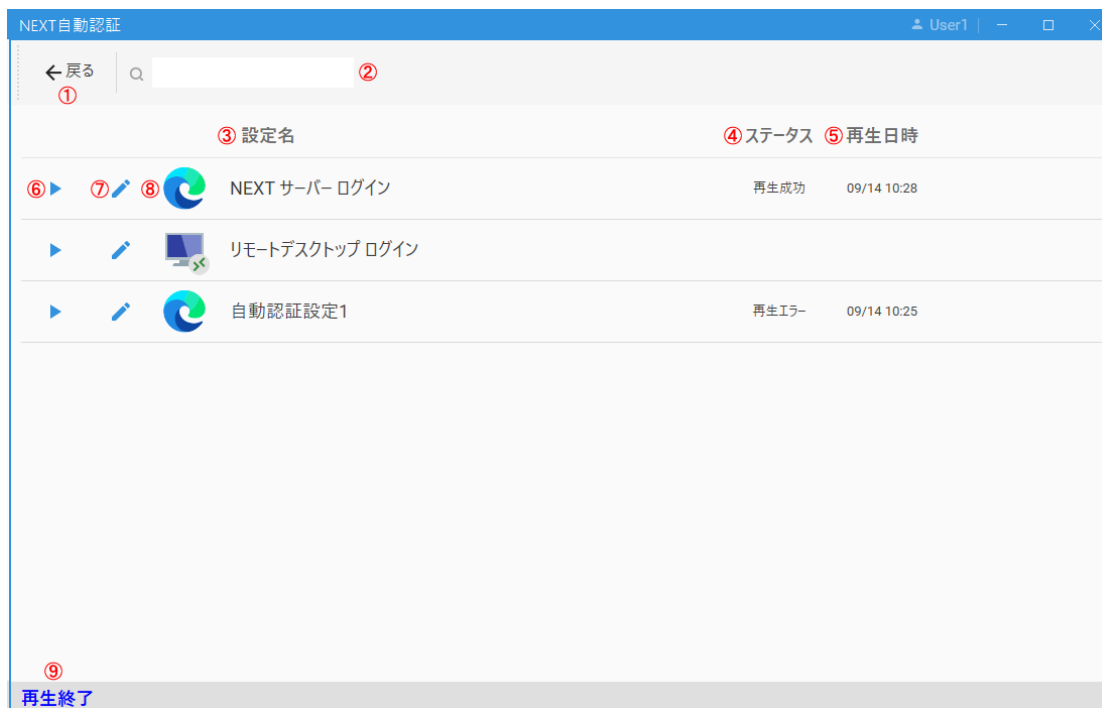 NEXT自動認証 User1
戻る ②
①
③ 設定名 ④ ステータス ⑤ 再生日時
⑥ ⑦ ⑧ NEXT サーバー ログイン 再生成功 09/14 10:28
リモートデスクトップ ログイン
自動認証設定1 再生エラー 09/14 10:25
⑨
再生終了